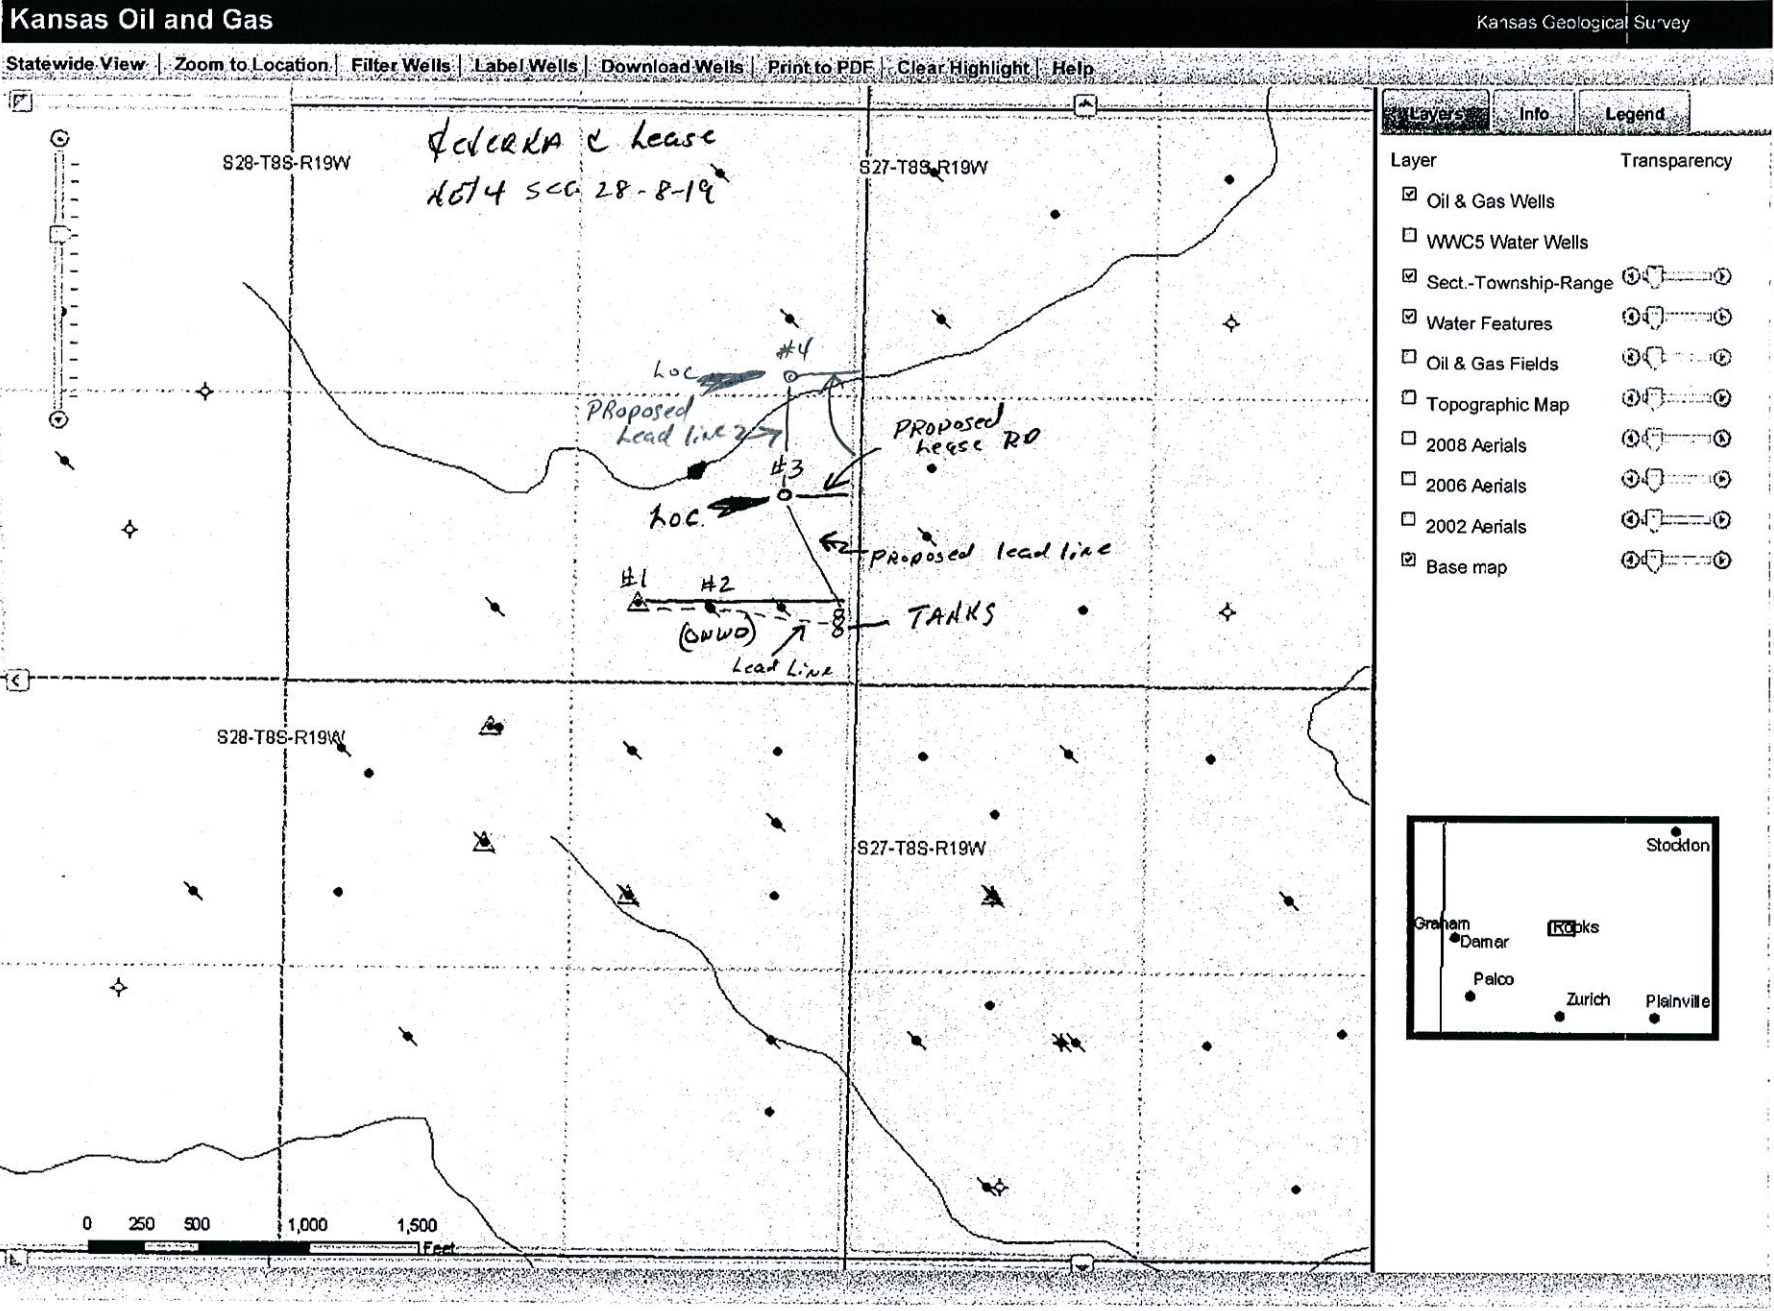 Kansas Oil and Gas
Kansas Geological Survey
Statewide View | Zoom to Location | Filter Wells | Label Wells | Download Wells | Print to PDF | Clear Highlight | Help
Layers Info Legend
Layer Transparency
Oil & Gas Wells
WWC5 Water Wells
Sect.-Township-Range
Water Features
Oil & Gas Fields
Topographic Map
2008 Aerials
2006 Aerials
2002 Aerials
Base map
C Lease
NE/4 SEC 28-8-19
S28-T8S-R19W
S27-T8S-R19W
#4
Loc
PRoposed
Lead line
PRoposed
Lease RD
#3
Loc.
PRoposed lead line
#1
#2
(OWWO)
TANKS
Lead Line
S28-T8S-R19W
S27-T8S-R19W
0 250 500 1,000 1,500
Feet
Stockton
Graham
Rooks
Damar
Palco
Zurich
Plainville